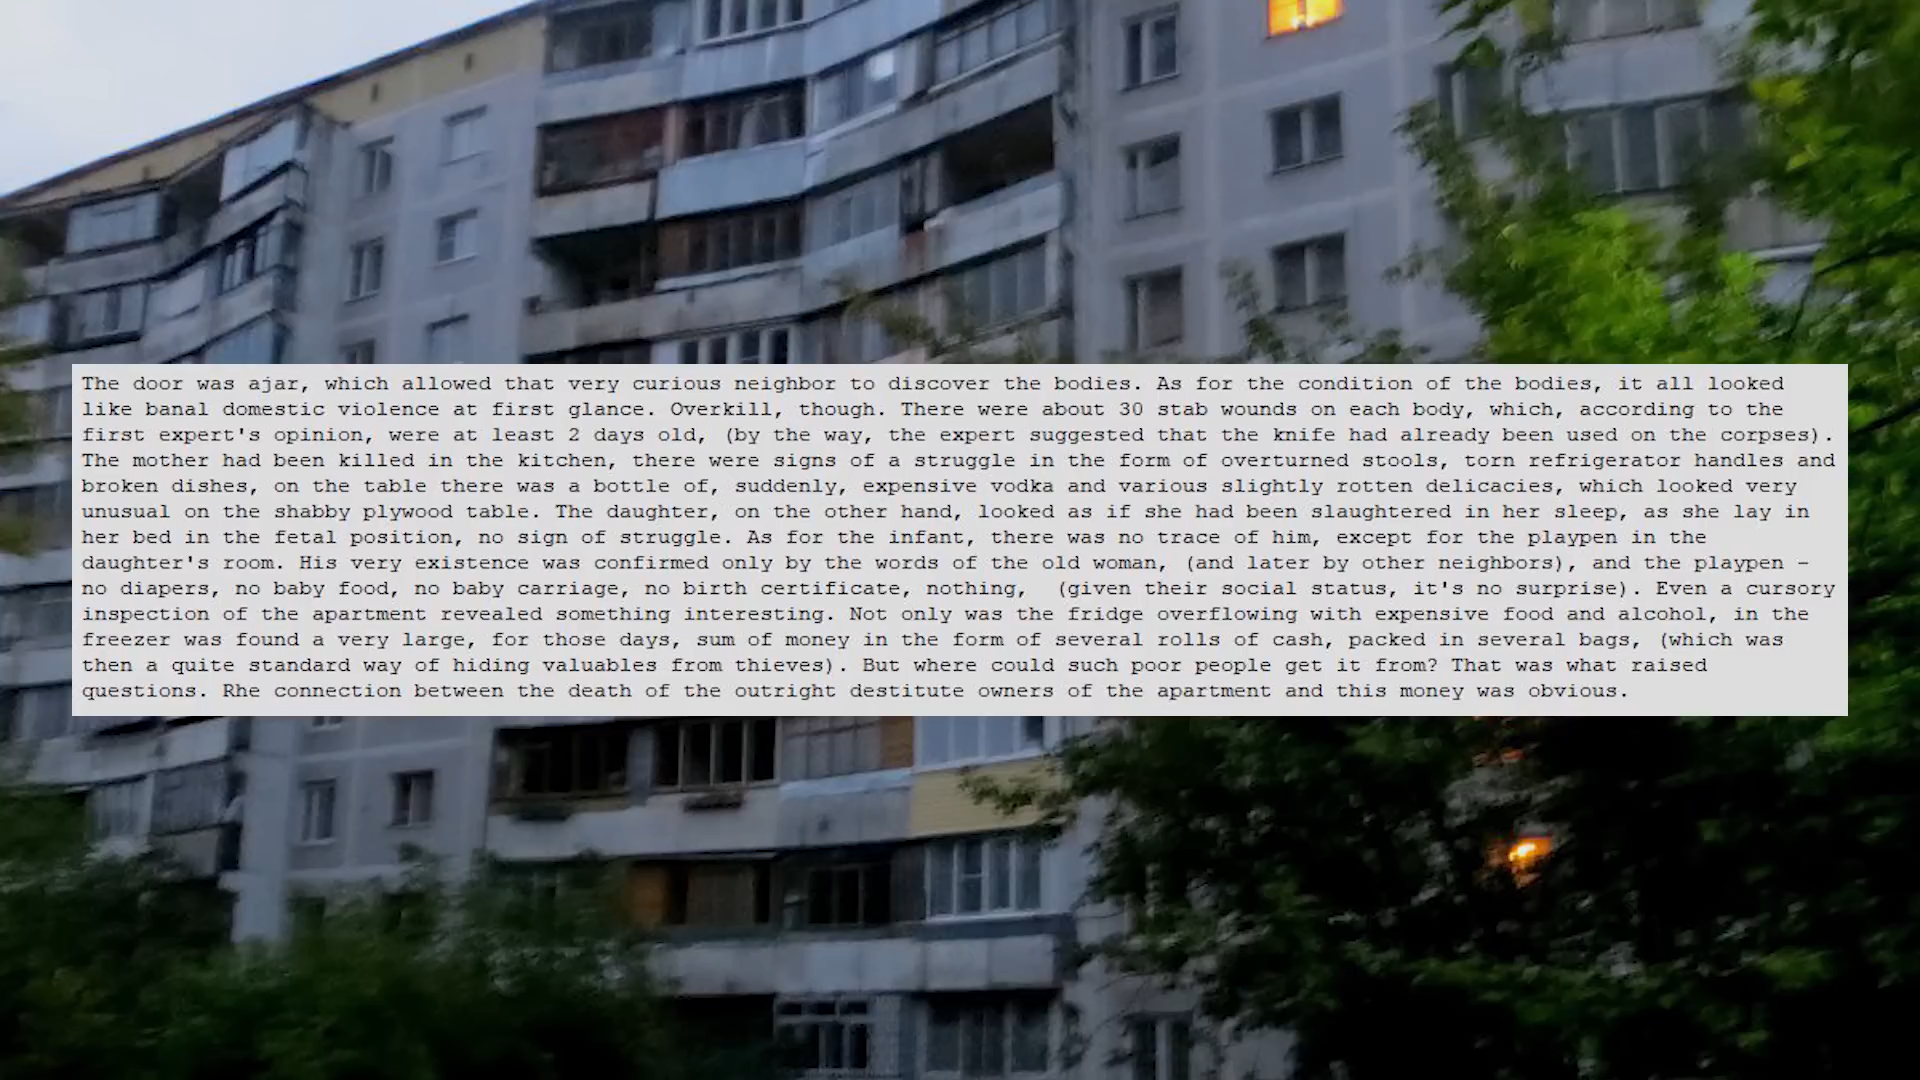 The door was ajar, which allowed that very curious neighbor to discover the bodies. As for the condition of the bodies, it all looked
like banal domestic violence at first glance. Overkill, though. There were about 30 stab wounds on each body, which, according to the
first expert's opinion, were at least 2 days old, (by the way, the expert suggested that the knife had already been used on the corpses).
The mother had been killed in the kitchen, there were signs of a struggle in the form of overturned stools, torn refrigerator handles and
broken dishes, on the table there was a bottle of, suddenly, expensive vodka and various slightly rotten delicacies, which looked very
unusual on the shabby plywood table. The daughter, on the other hand, looked as if she had been slaughtered in her sleep, as she lay in
her bed in the fetal position, no sign of struggle. As for the infant, there was no trace of him, except for the playpen in the
daughter's room. His very existence was confirmed only by the words of the old woman, (and later by other neighbors), and the playpen –
no diapers, no baby food, no baby carriage, no birth certificate, nothing,  (given their social status, it's no surprise). Even a cursory
inspection of the apartment revealed something interesting. Not only was the fridge overflowing with expensive food and alcohol, in the
freezer was found a very large, for those days, sum of money in the form of several rolls of cash, packed in several bags, (which was
then a quite standard way of hiding valuables from thieves). But where could such poor people get it from? That was what raised
questions. Rhe connection between the death of the outright destitute owners of the apartment and this money was obvious.